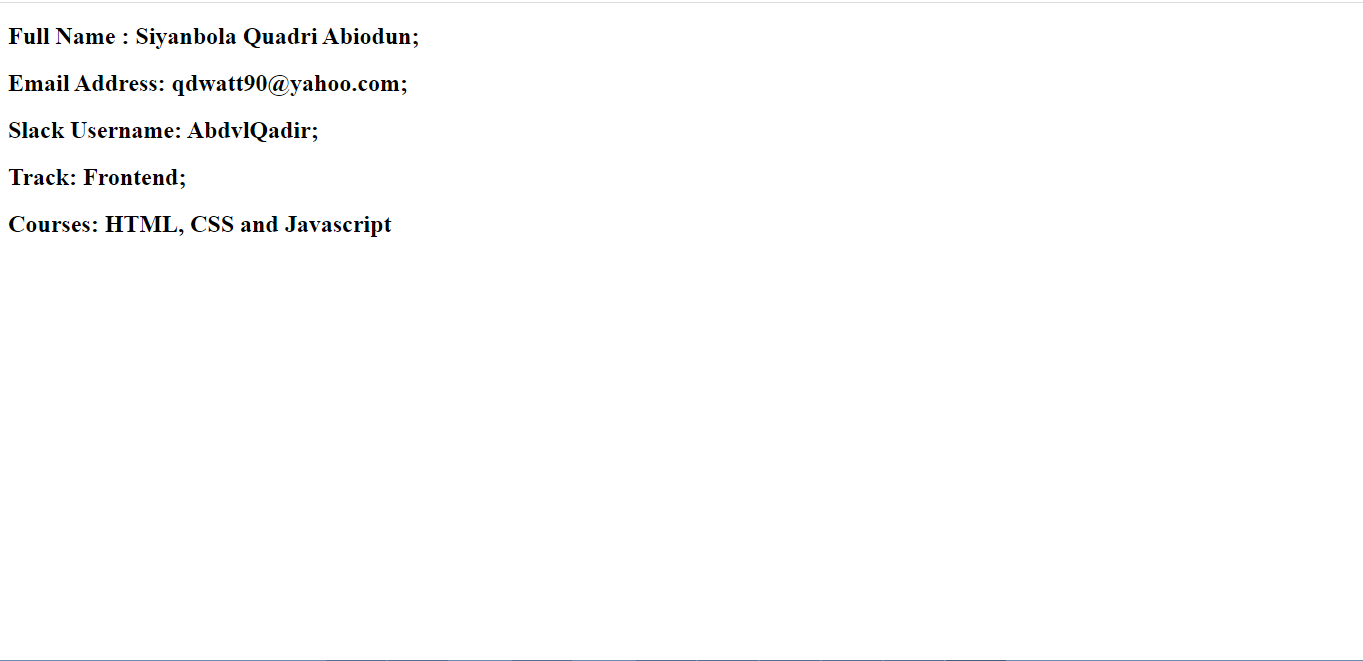 Full Name : Siyanbola Quadri Abiodun;
Email Address: qdwatt90@yahoo.com;
Slack Username: AbdvlQadir;
Track: Frontend;
Courses: HTML, CSS and Javascript